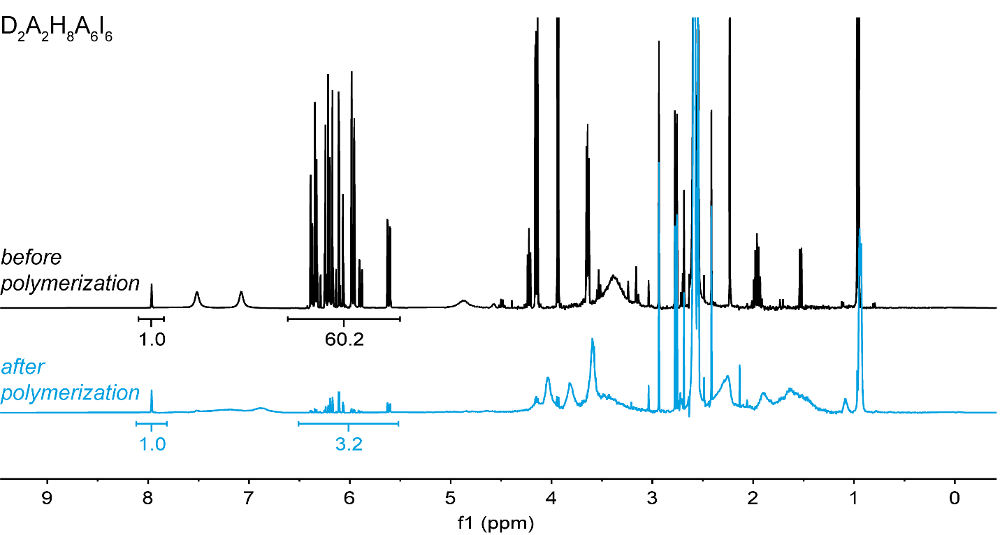 D₂A₂H₈A₆I₆
before
polymerization
1.0 60.2
after
polymerization
1.0 3.2
9 8 7 6 5 4 3 2 1 0
f1 (ppm)